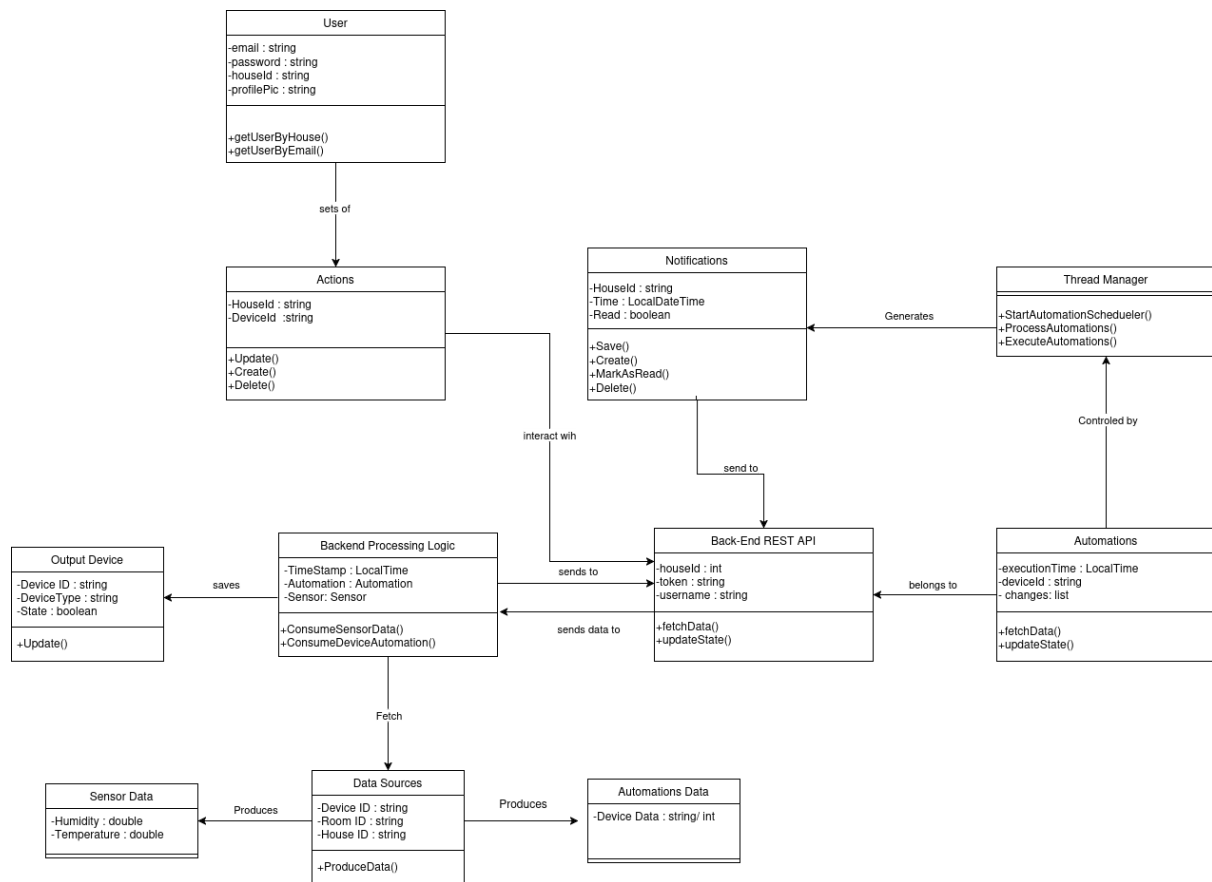 User
-email : string
-password : string
-houseId : string
-profilePic : string
+getUserByHouse()
+getUserByEmail()
sets of
Actions
-HouseId : string
-DeviceId :string
+Update()
+Create()
+Delete()
Notifications
-HouseId : string
-Time : LocalDateTime
-Read : boolean
+Save()
+Create()
+MarkAsRead()
+Delete()
Generates
Thread Manager
+StartAutomationSchedueler()
+ProcessAutomations()
+ExecuteAutomations()
interact wih
send to
Controled by
Output Device
-Device ID : string
-DeviceType : string
-State : boolean
+Update()
saves
Backend Processing Logic
-TimeStamp : LocalTime
-Automation : Automation
-Sensor: Sensor
+ConsumeSensorData()
+ConsumeDeviceAutomation()
sends to
sends data to
Back-End REST API
-houseId : int
-token : string
-username : string
+fetchData()
+updateState()
belongs to
Automations
-executionTime : LocalTime
-deviceId : string
- changes: list
+fetchData()
+updateState()
Fetch
Sensor Data
-Humidity : double
-Temperature : double
Produces
Data Sources
-Device ID : string
-Room ID : string
-House ID : string
+ProduceData()
Produces
Automations Data
-Device Data : string/ int